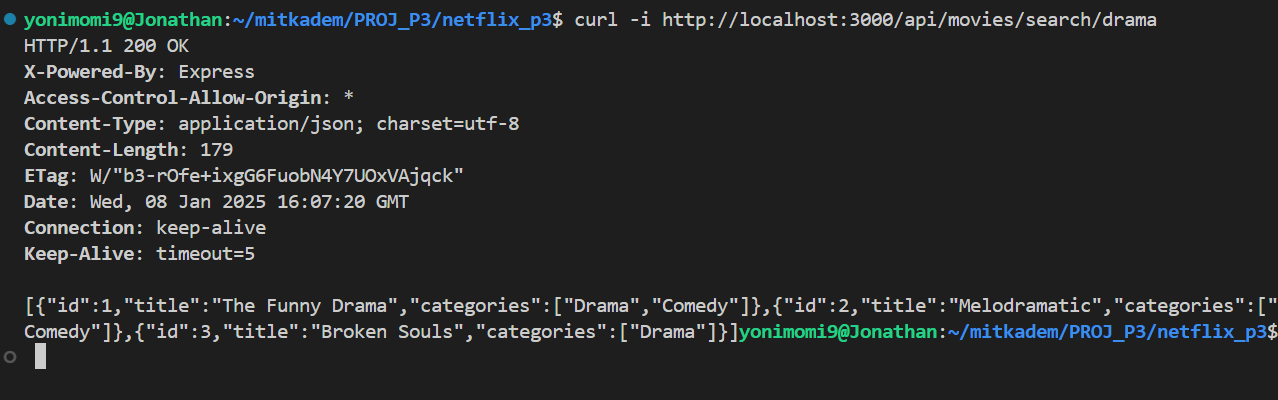 yonimomi9@Jonathan:~/mitkadem/PROJ_P3/netflix_p3$ curl -i http://localhost:3000/api/movies/search/drama
HTTP/1.1 200 OK
X-Powered-By: Express
Access-Control-Allow-Origin: *
Content-Type: application/json; charset=utf-8
Content-Length: 179
ETag: W/"b3-rOfe+ixgG6FuobN4Y7UOxVAjqck"
Date: Wed, 08 Jan 2025 16:07:20 GMT
Connection: keep-alive
Keep-Alive: timeout=5
[{"id":1,"title":"The Funny Drama","categories":["Drama","Comedy"]},{"id":2,"title":"Melodramatic","categories":["
Comedy"]},{"id":3,"title":"Broken Souls","categories":["Drama"]}]yonimomi9@Jonathan:~/mitkadem/PROJ_P3/netflix_p3$